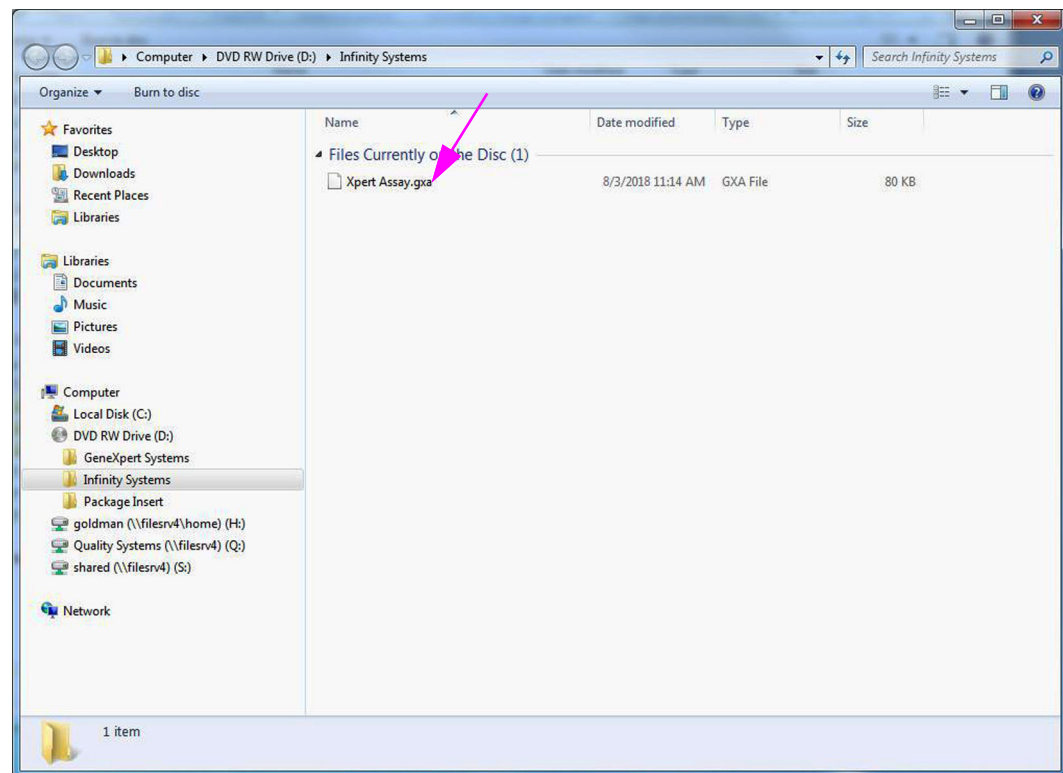 Computer ▸ DVD RW Drive (D:) ▸ Infinity Systems
Search Infinity Systems
Organize Burn to disc
Name Date modified Type Size
Files Currently on the Disc (1)
Xpert Assay.gxa 8/3/2018 11:14 AM GXA File 80 KB
Favorites
Desktop
Downloads
Recent Places
Libraries
Libraries
Documents
Music
Pictures
Videos
Computer
Local Disk (C:)
DVD RW Drive (D:)
GeneXpert Systems
Infinity Systems
Package Insert
goldman (\\filesrv4\home) (H:)
Quality Systems (\\filesrv4) (Q:)
shared (\\filesrv4) (S:)
Network
1 item